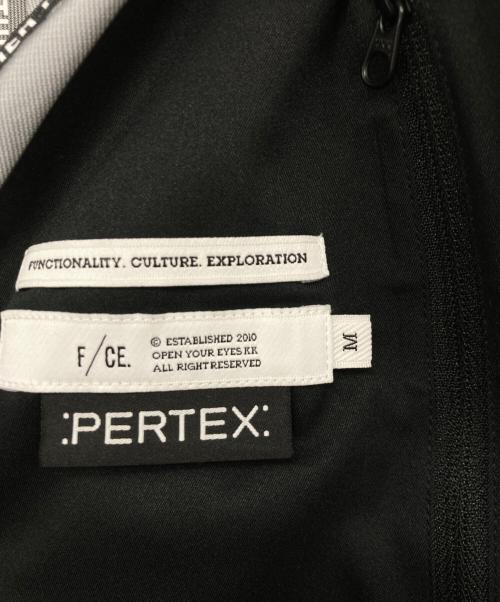 FUNCTIONALITY. CULTURE. EXPLORATION
F/CE.
© ESTABLISHED 2010
OPEN YOUR EYES KK
ALL RIGHT RESERVED
M
:PERTEX: